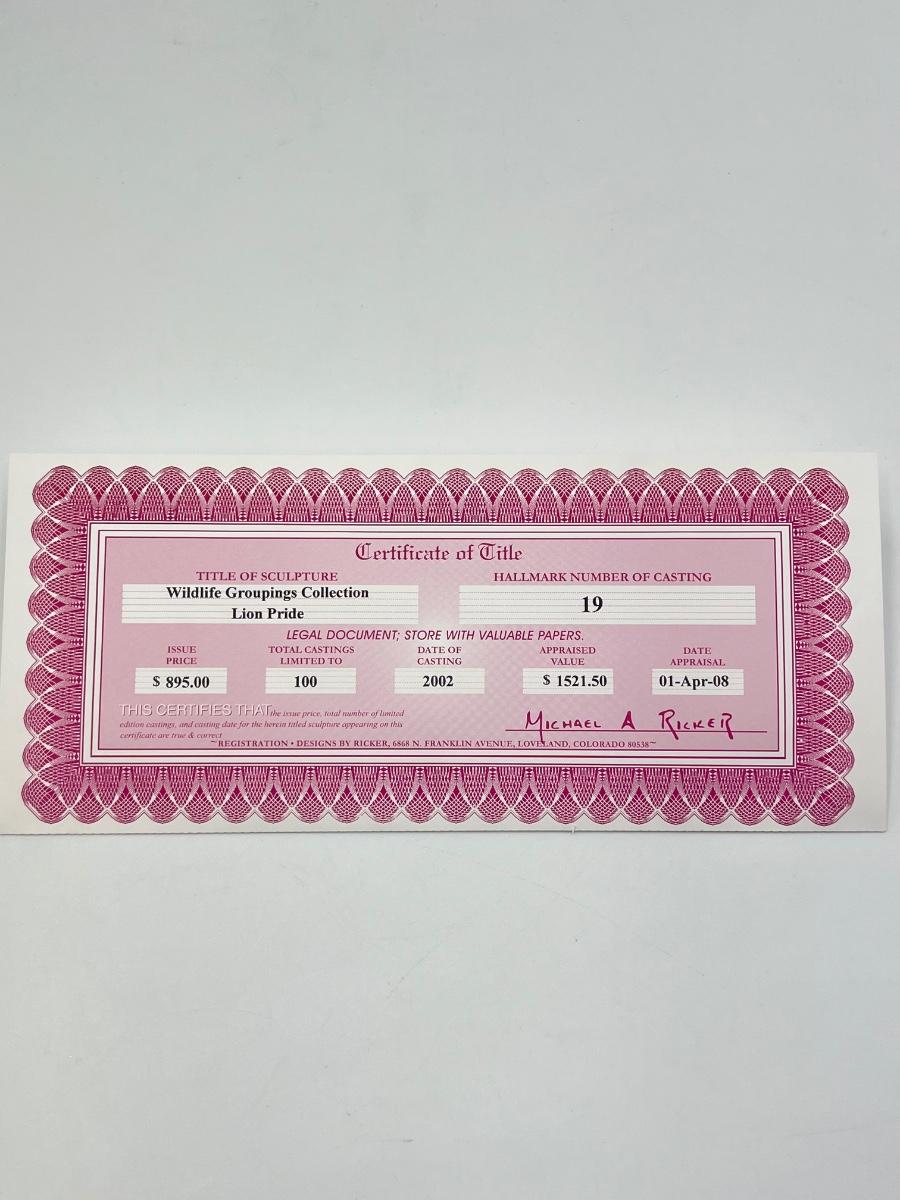 Certificate of Title
TITLE OF SCULPTURE
Wildlife Groupings Collection
Lion Pride
HALLMARK NUMBER OF CASTING
19
LEGAL DOCUMENT; STORE WITH VALUABLE PAPERS.
ISSUE
PRICE
$ 895.00
TOTAL CASTINGS
LIMITED TO
100
DATE OF
CASTING
2002
APPRAISED
VALUE
$ 1521.50
DATE
APPRAISAL
01-Apr-08
THIS CERTIFIES THAT the issue price, total number of limited
edition castings, and casting date for the herein titled sculpture appearing on this
certificate are true & correct
MICHAEL A RICKER
~REGISTRATION • DESIGNS BY RICKER, 6868 N. FRANKLIN AVENUE, LOVELAND, COLORADO 80538~